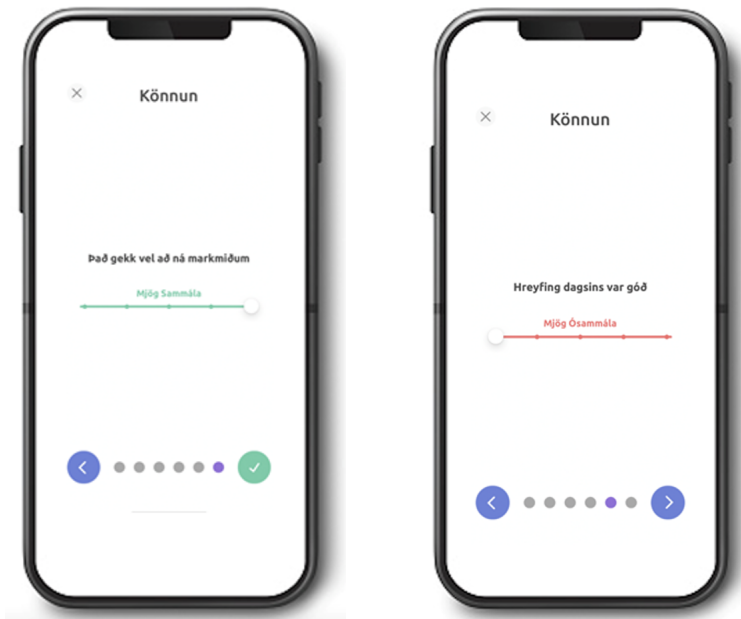 Könnun
Það gekk vel að ná markmiðum
Mjög Sammála
Könnun
Hreyfing dagsins var góð
Mjög Ósammála